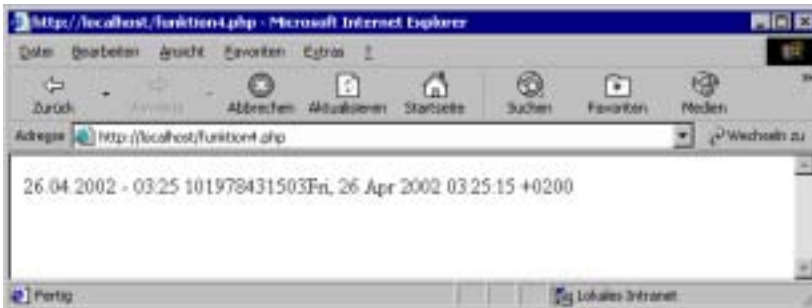 http://localhost/funktion4.php - Microsoft Internet Explorer
Datei Bearbeiten Ansicht Favoriten Extras ?
Zurück Abbrechen Aktualisieren Startseite Suchen Favoriten Medien »
Adresse http://localhost/funktion4.php Wechseln zu
26.04.2002 - 03:25 101978431503Fri, 26 Apr 2002 03:25:15 +0200
Fertig Lokales Intranet